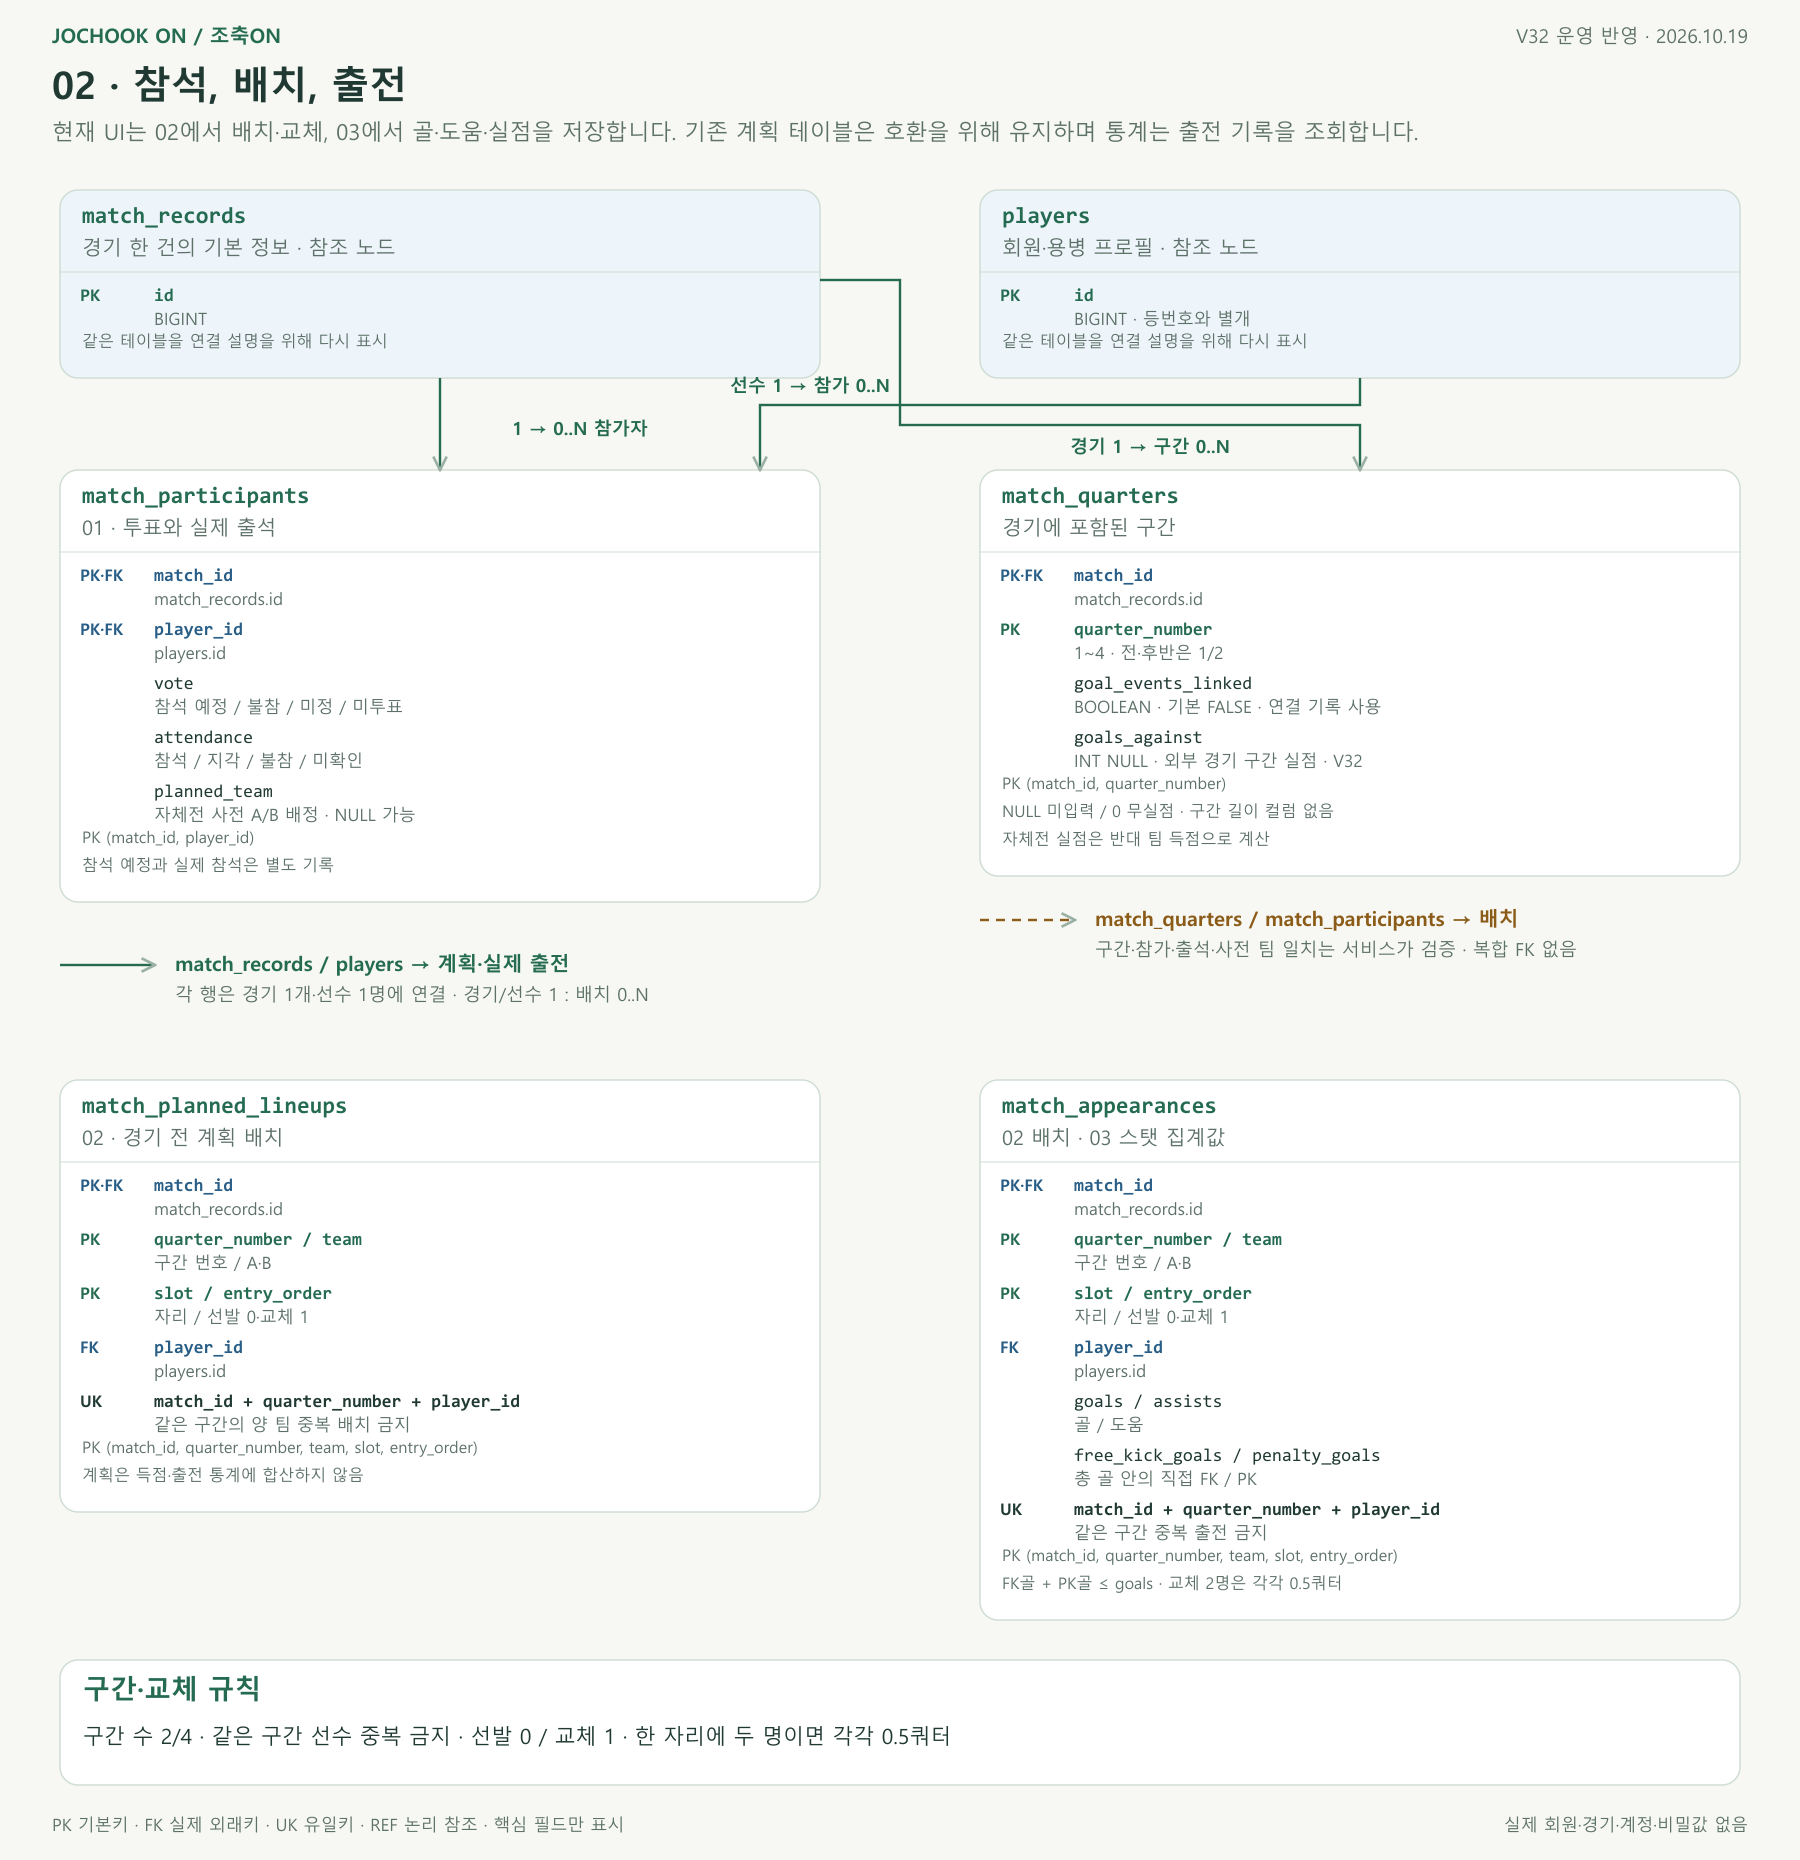 JOCHOOK ON / 조축ON
V32 운영 반영 · 2026.10.19
02 · 참석, 배치, 출전
현재 UI는 02에서 배치·교체, 03에서 골·도움·실점을 저장합니다. 기존 계획 테이블은 호환을 위해 유지하며 통계는 출전 기록을 조회합니다.
match_records
경기 한 건의 기본 정보 · 참조 노드
PK id
BIGINT
같은 테이블을 연결 설명을 위해 다시 표시
players
회원·용병 프로필 · 참조 노드
PK id
BIGINT · 등번호와 별개
같은 테이블을 연결 설명을 위해 다시 표시
선수 1 → 참가 0..N
1 → 0..N 참가자
경기 1 → 구간 0..N
match_participants
01 · 투표와 실제 출석
PK·FK match_id
match_records.id
PK·FK player_id
players.id
vote
참석 예정 / 불참 / 미정 / 미투표
attendance
참석 / 지각 / 불참 / 미확인
planned_team
자체전 사전 A/B 배정 · NULL 가능
PK (match_id, player_id)
참석 예정과 실제 참석은 별도 기록
match_quarters
경기에 포함된 구간
PK·FK match_id
match_records.id
PK quarter_number
1~4 · 전·후반은 1/2
goal_events_linked
BOOLEAN · 기본 FALSE · 연결 기록 사용
goals_against
INT NULL · 외부 경기 구간 실점 · V32
PK (match_id, quarter_number)
NULL 미입력 / 0 무실점 · 구간 길이 컬럼 없음
자체전 실점은 반대 팀 득점으로 계산
match_quarters / match_participants → 배치
구간·참가·출석·사전 팀 일치는 서비스가 검증 · 복합 FK 없음
match_records / players → 계획·실제 출전
각 행은 경기 1개·선수 1명에 연결 · 경기/선수 1 : 배치 0..N
match_planned_lineups
02 · 경기 전 계획 배치
PK·FK match_id
match_records.id
PK quarter_number / team
구간 번호 / A·B
PK slot / entry_order
자리 / 선발 0·교체 1
FK player_id
players.id
UK match_id + quarter_number + player_id
같은 구간의 양 팀 중복 배치 금지
PK (match_id, quarter_number, team, slot, entry_order)
계획은 득점·출전 통계에 합산하지 않음
match_appearances
02 배치 · 03 스탯 집계값
PK·FK match_id
match_records.id
PK quarter_number / team
구간 번호 / A·B
PK slot / entry_order
자리 / 선발 0·교체 1
FK player_id
players.id
goals / assists
골 / 도움
free_kick_goals / penalty_goals
총 골 안의 직접 FK / PK
UK match_id + quarter_number + player_id
같은 구간 중복 출전 금지
PK (match_id, quarter_number, team, slot, entry_order)
FK골 + PK골 ≤ goals · 교체 2명은 각각 0.5쿼터
구간·교체 규칙
구간 수 2/4 · 같은 구간 선수 중복 금지 · 선발 0 / 교체 1 · 한 자리에 두 명이면 각각 0.5쿼터
PK 기본키 · FK 실제 외래키 · UK 유일키 · REF 논리 참조 · 핵심 필드만 표시
실제 회원·경기·계정·비밀값 없음